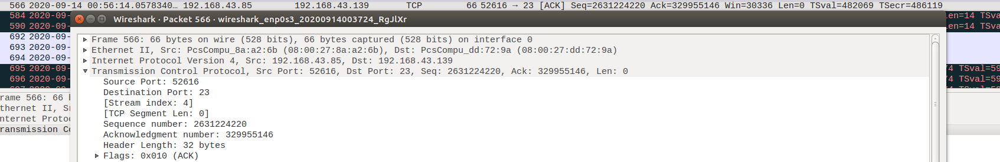 566 2020-09-14 00:56:14.0578340… 192.168.43.85 192.168.43.139 TCP 66 52616 → 23 [ACK] Seq=2631224220 Ack=329955146 Win=30336 Len=0 TSval=482069 TSecr=486119
584 2020-09-
Wireshark · Packet 566 · wireshark_enp0s3_20200914003724_RgJlXr
Len=14 TSva
590 2020-09-
Len=14 TSva
692 2020-09-
Frame 566: 66 bytes on wire (528 bits), 66 bytes captured (528 bits) on interface 0
693 2020-09-
Ethernet II, Src: PcsCompu_8a:a2:6b (08:00:27:8a:a2:6b), Dst: PcsCompu_dd:72:9a (08:00:27:dd:72:9a)
694 2020-09-
Internet Protocol Version 4, Src: 192.168.43.85, Dst: 192.168.43.139
695 2020-09-
Transmission Control Protocol, Src Port: 52616, Dst Port: 23, Seq: 2631224220, Ack: 329955146, Len: 0
74 TSval=59
696 2020-09-
Source Port: 52616
74 TSval=59
Destination Port: 23
rame 566: 66
[Stream index: 4]
thernet II, Sr
[TCP Segment Len: 0]
nternet Protoc
Sequence number: 2631224220
ransmission Co
Acknowledgment number: 329955146
Header Length: 32 bytes
Flags: 0x010 (ACK)